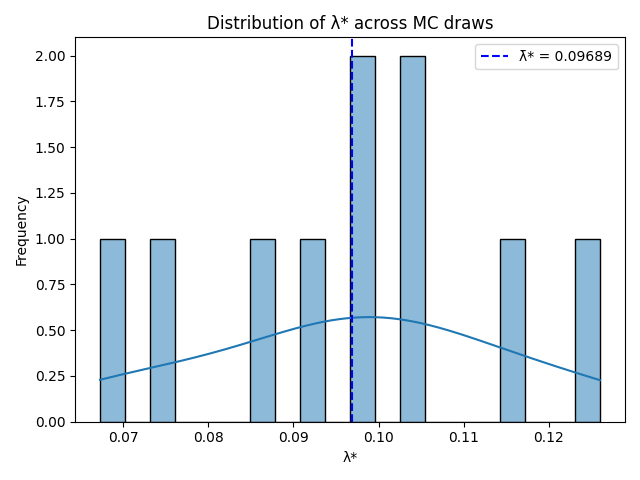 Distribution of λ* across MC draws
λ̄* = 0.09689
Frequency
2.00
1.75
1.50
1.25
1.00
0.75
0.50
0.25
0.00
0.07 0.08 0.09 0.10 0.11 0.12
λ*